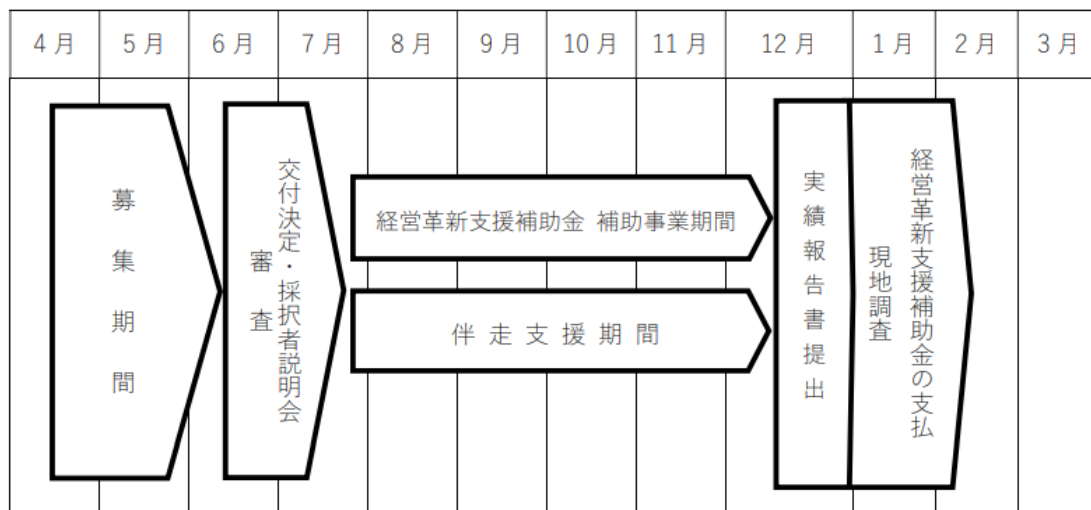 4月 5月 6月 7月 8月 9月 10月 11月 12月 1月 2月 3月
募集期間
審査
交付決定・採択者説明会
経営革新支援補助金 補助事業期間
伴走支援期間
実績報告書提出
現地調査
経営革新支援補助金の支払